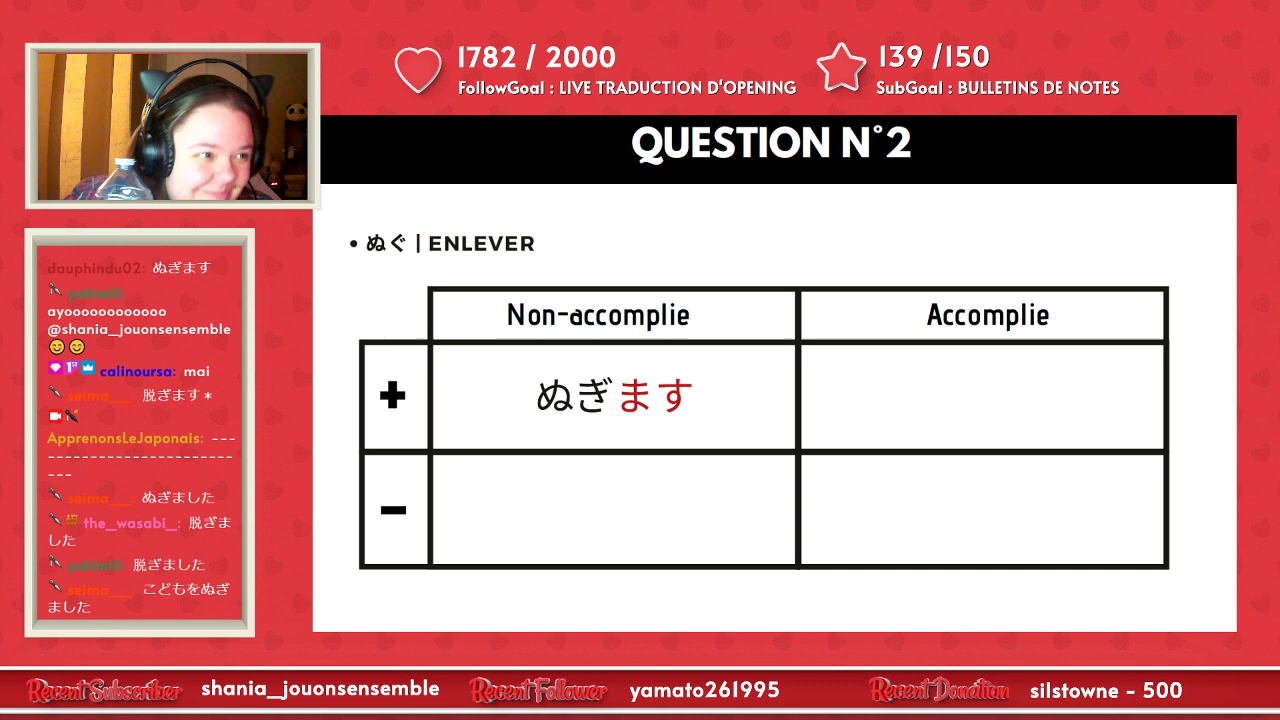 1782 / 2000
FollowGoal : LIVE TRADUCTION D'OPENING
139 /150
SubGoal : BULLETINS DE NOTES
QUESTION N°2
• ぬぐ | ENLEVER
Non-accomplie
Accomplie
+
ぬぎます
-
dauphindu02: ぬぎます
yukimiii:
ayoooooooooooo
@shania_jouonsensemble
😊 😊
1ST calinoursa: mai
seima___: 脱ぎます*
ApprenonsLeJaponais: ---
----------------------
---
seima___: ぬぎました
the_wasabi_: 脱ぎま
した
yukimiii: 脱ぎました
seima___: こどもをぬぎ
ました
Recent Subscriber shania_jouonsensemble
Recent Follower yamato261995
Recent Donation silstowne - 500